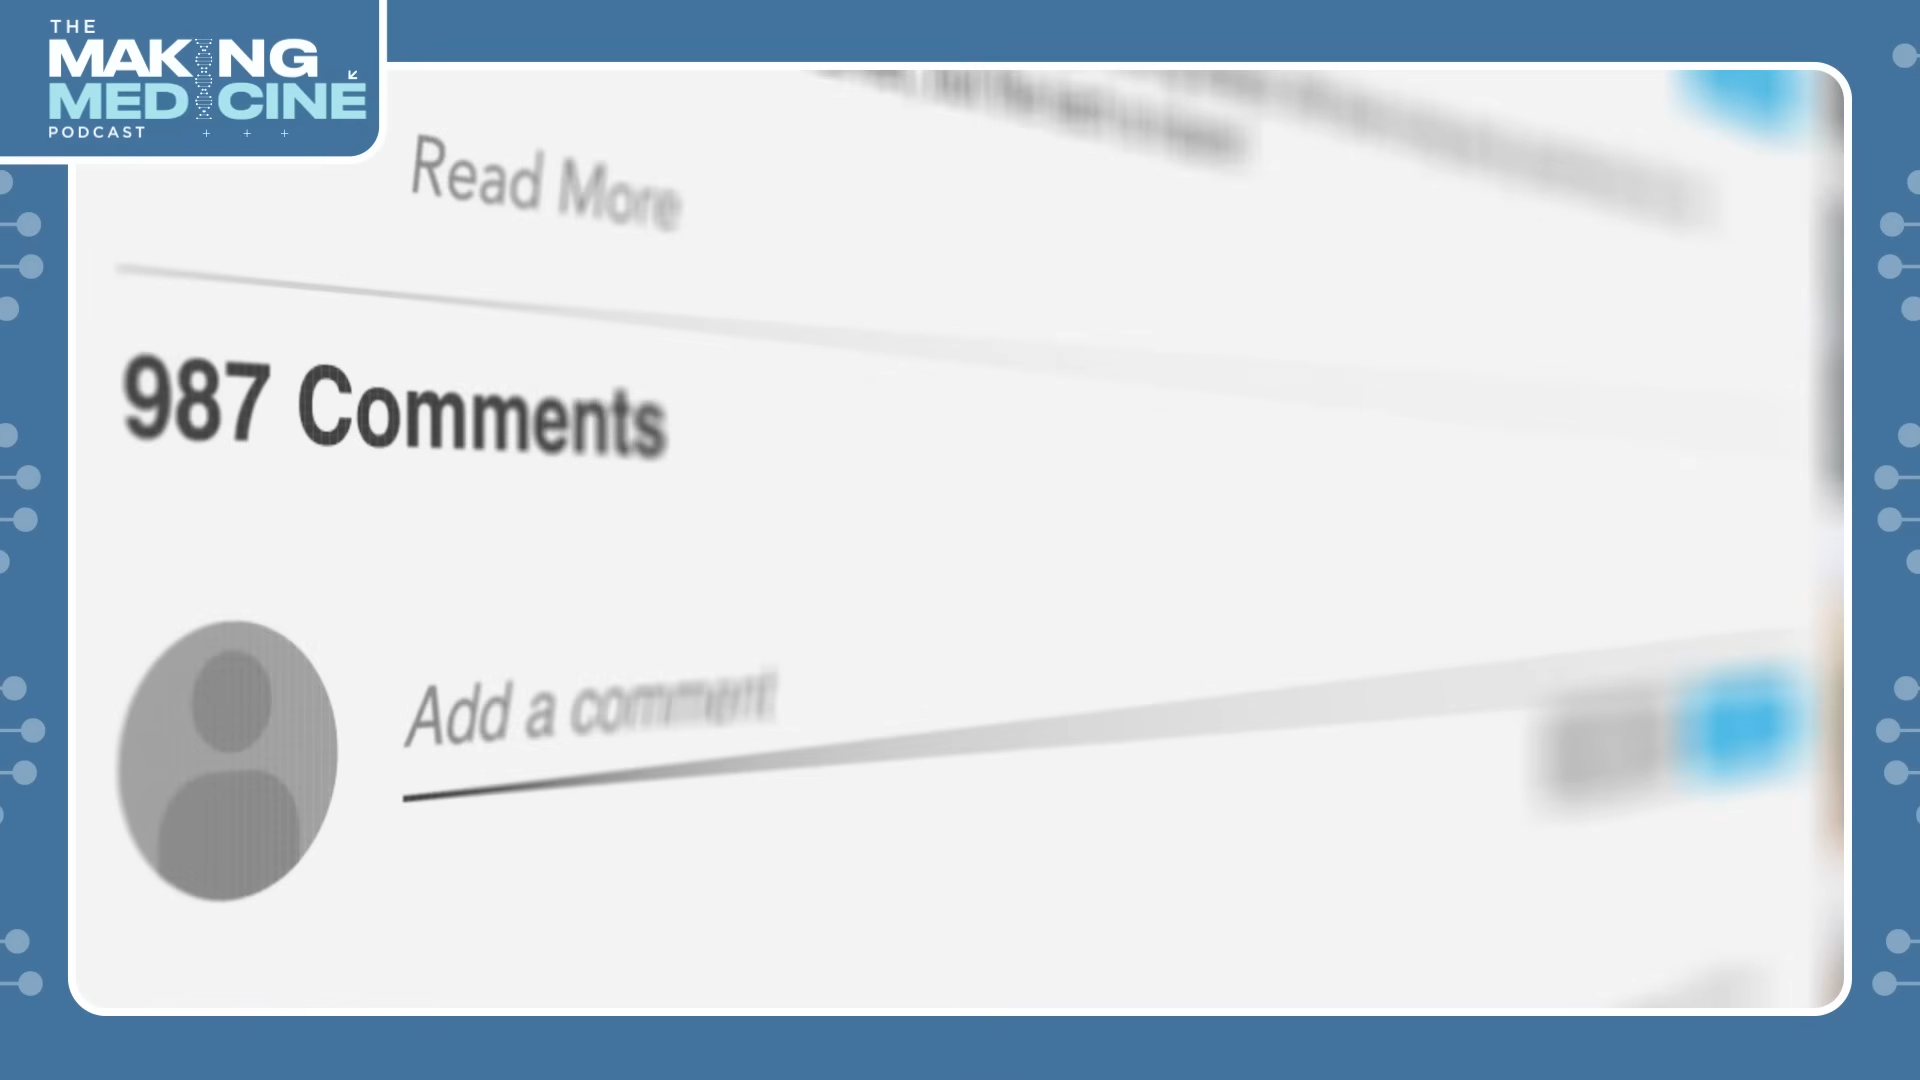 THE
MAKING
MEDICINE
PODCAST
Read More
987 Comments
Add a comment